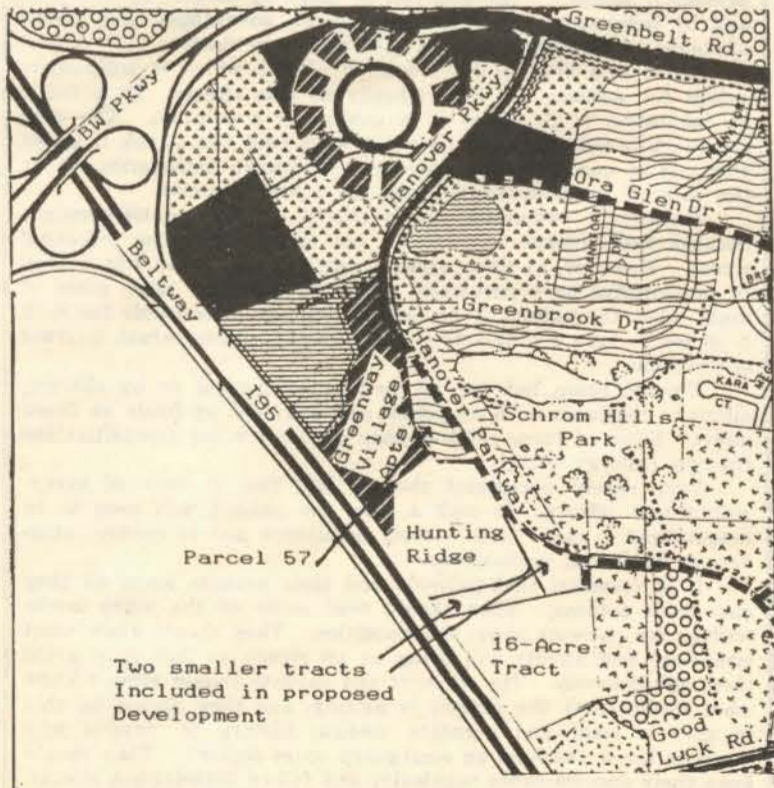 Greenbelt Rd.
BW Pkwy
Hanover Pkwy
Ora Glen Dr
Beltway
Greenbrook Dr
Hanover Parkway
KARA
CT
Schrom Hills
Park
I95
Greenway
Village
Apts
Hunting
Ridge
Parcel 57
16-Acre
Tract
Two smaller tracts
Included in proposed
Development
Good
Luck Rd.